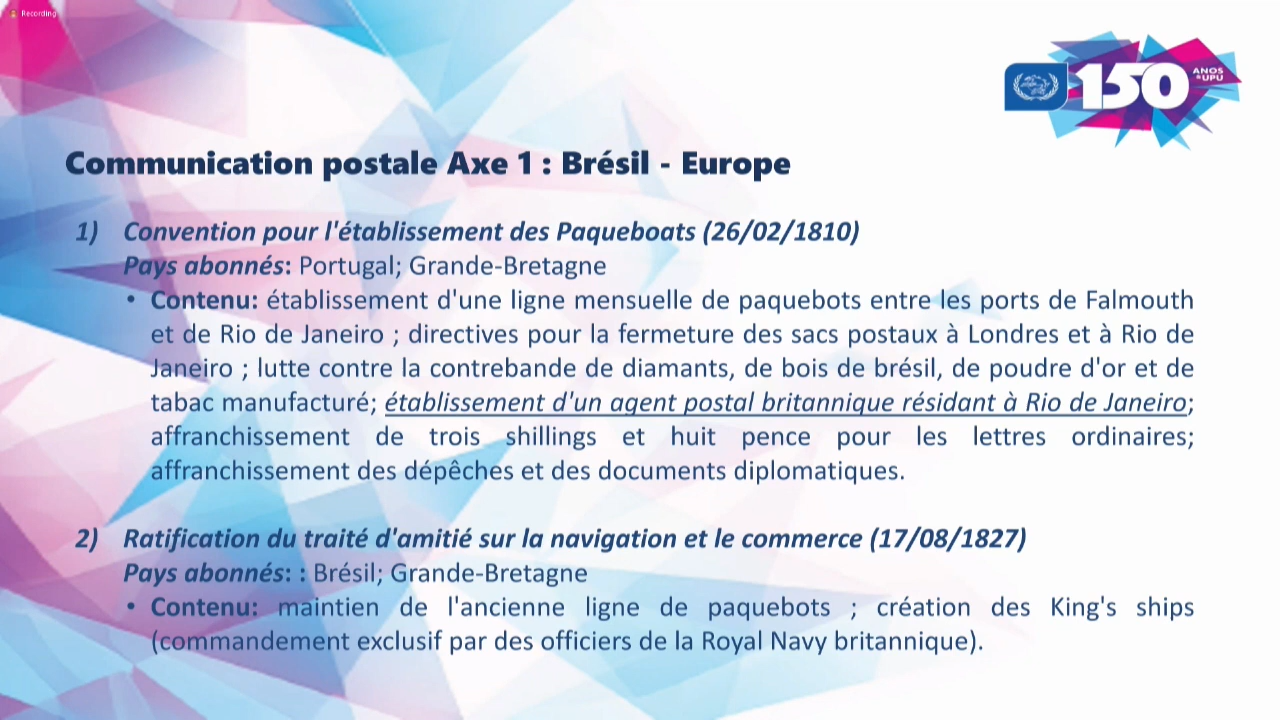 Recording
150
ANOS
da UPU
Communication postale Axe 1 : Brésil - Europe
1) Convention pour l'établissement des Paqueboats (26/02/1810)
Pays abonnés: Portugal; Grande-Bretagne
• Contenu: établissement d'une ligne mensuelle de paquebots entre les ports de Falmouth
et de Rio de Janeiro ; directives pour la fermeture des sacs postaux à Londres et à Rio de
Janeiro ; lutte contre la contrebande de diamants, de bois de brésil, de poudre d'or et de
tabac manufacturé; établissement d'un agent postal britannique résidant à Rio de Janeiro;
affranchissement de trois shillings et huit pence pour les lettres ordinaires;
affranchissement des dépêches et des documents diplomatiques.
2) Ratification du traité d'amitié sur la navigation et le commerce (17/08/1827)
Pays abonnés: : Brésil; Grande-Bretagne
• Contenu: maintien de l'ancienne ligne de paquebots ; création des King's ships
(commandement exclusif par des officiers de la Royal Navy britannique).